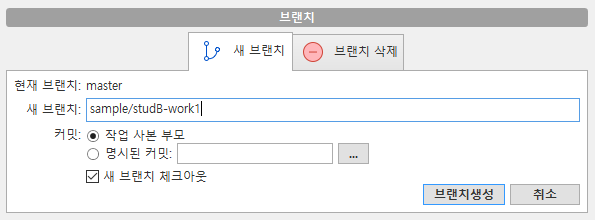 브랜치
새 브랜치
브랜치 삭제
현재 브랜치: master
새 브랜치: sample/studB-work1
커밋: 작업 사본 부모
명시된 커밋: ...
새 브랜치 체크아웃
브랜치생성 취소